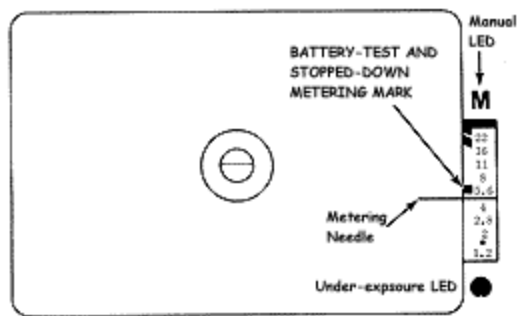 Manual
LED
BATTERY-TEST AND
STOPPED-DOWN
METERING MARK
M
22
16
11
8
5.6
4
2.8
2
1.2
Metering
Needle
Under-expsoure LED